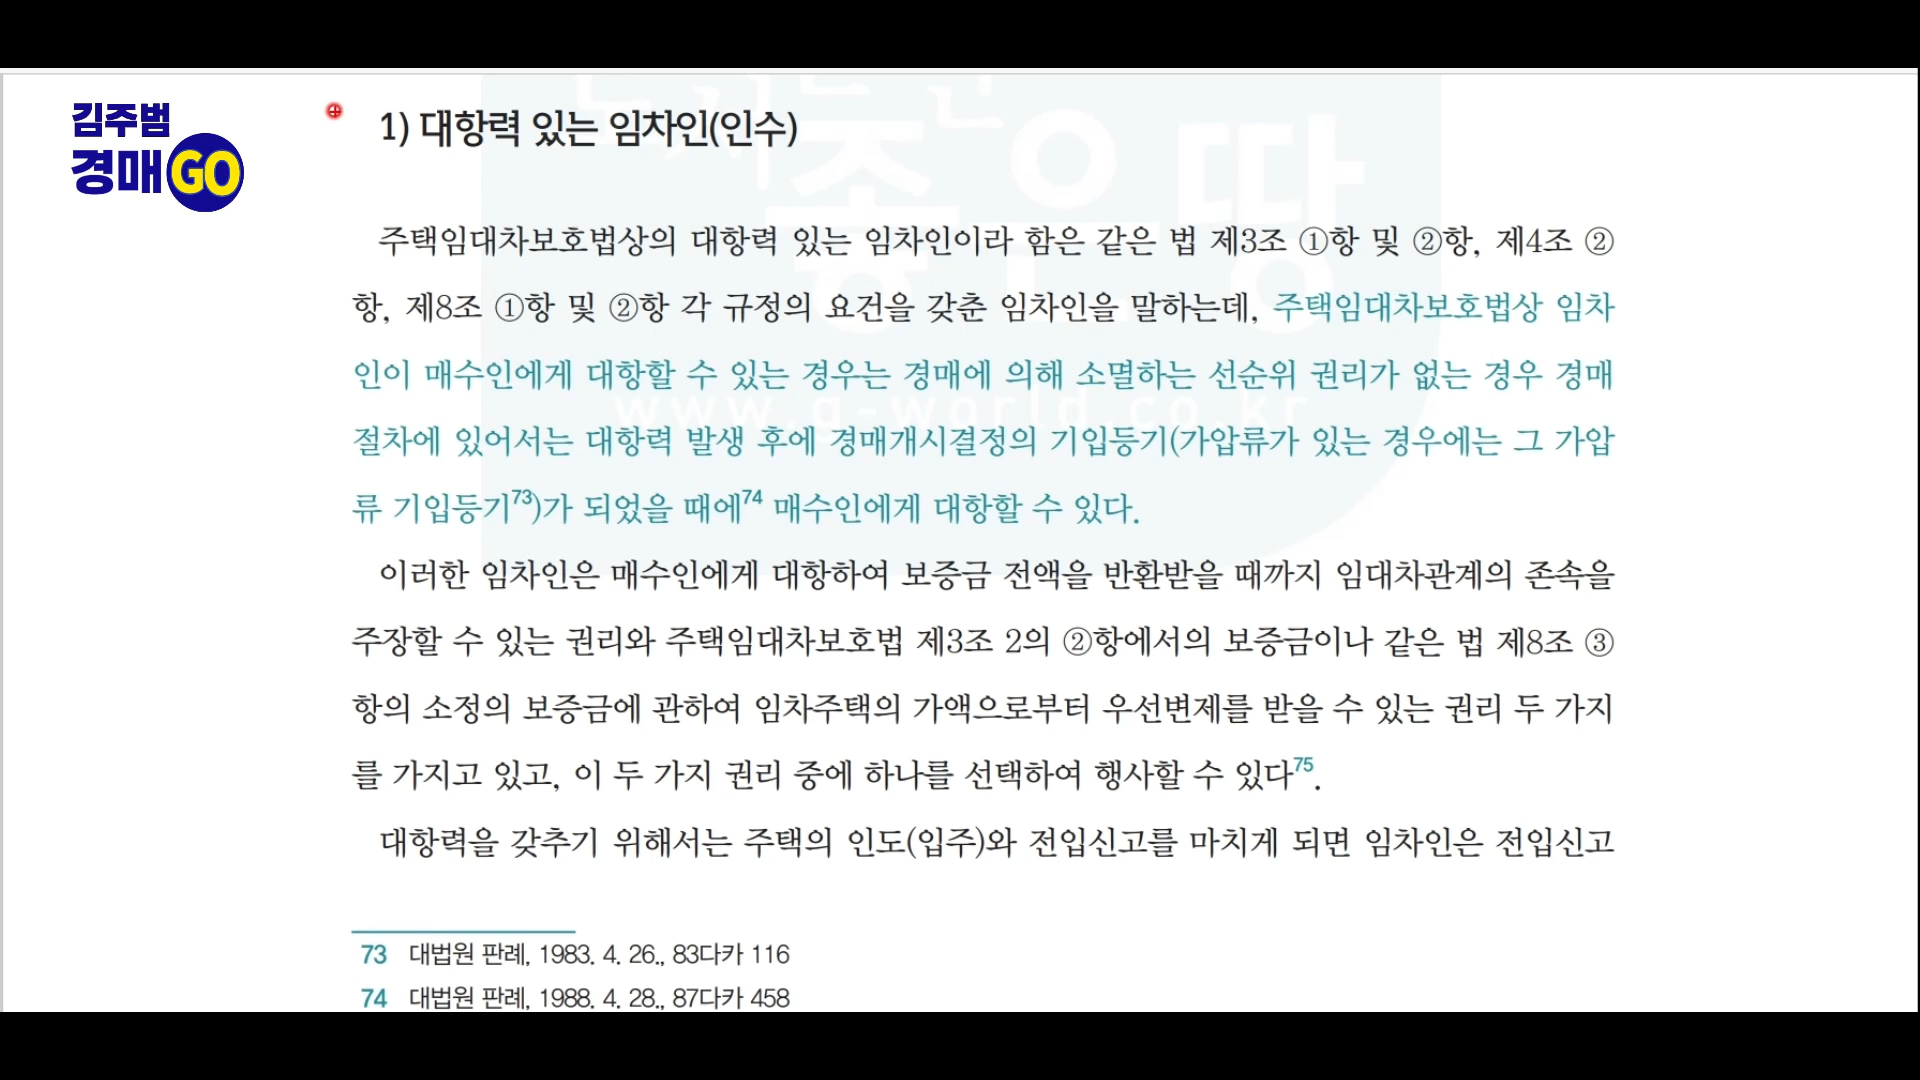 김주범
경매GO
1) 대항력 있는 임차인(인수)
주택임대차보호법상의 대항력 있는 임차인이라 함은 같은 법 제3조 ①항 및 ②항, 제4조 ②
항, 제8조 ①항 및 ②항 각 규정의 요건을 갖춘 임차인을 말하는데, 주택임대차보호법상 임차
인이 매수인에게 대항할 수 있는 경우는 경매에 의해 소멸하는 선순위 권리가 없는 경우 경매
절차에 있어서는 대항력 발생 후에 경매개시결정의 기입등기(가압류가 있는 경우에는 그 가압
류 기입등기73)가 되었을 때에74 매수인에게 대항할 수 있다.
이러한 임차인은 매수인에게 대항하여 보증금 전액을 반환받을 때까지 임대차관계의 존속을
주장할 수 있는 권리와 주택임대차보호법 제3조 2의 ②항에서의 보증금이나 같은 법 제8조 ③
항의 소정의 보증금에 관하여 임차주택의 가액으로부터 우선변제를 받을 수 있는 권리 두 가지
를 가지고 있고, 이 두 가지 권리 중에 하나를 선택하여 행사할 수 있다75.
대항력을 갖추기 위해서는 주택의 인도(입주)와 전입신고를 마치게 되면 임차인은 전입신고
73 대법원 판례, 1983. 4. 26., 83다카 116
74 대법원 판례, 1988. 4. 28., 87다카 458
좋은땅
www.g-world.co.kr